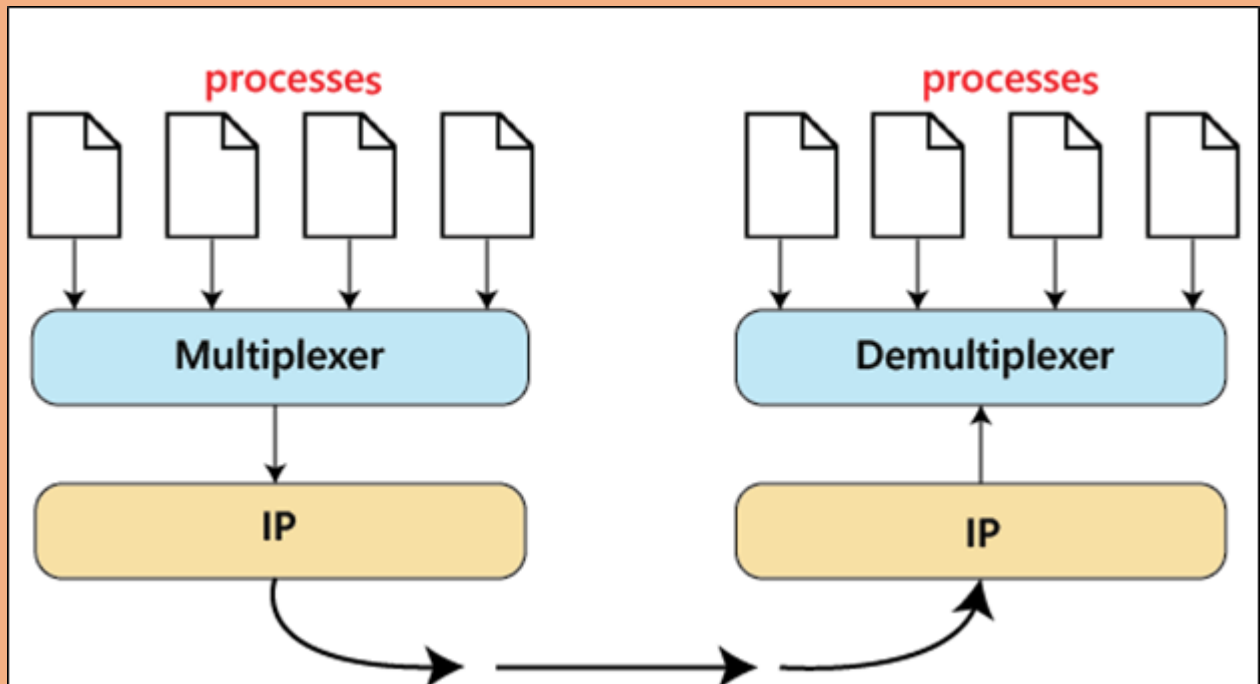 processes
processes
Multiplexer
Demultiplexer
IP
IP